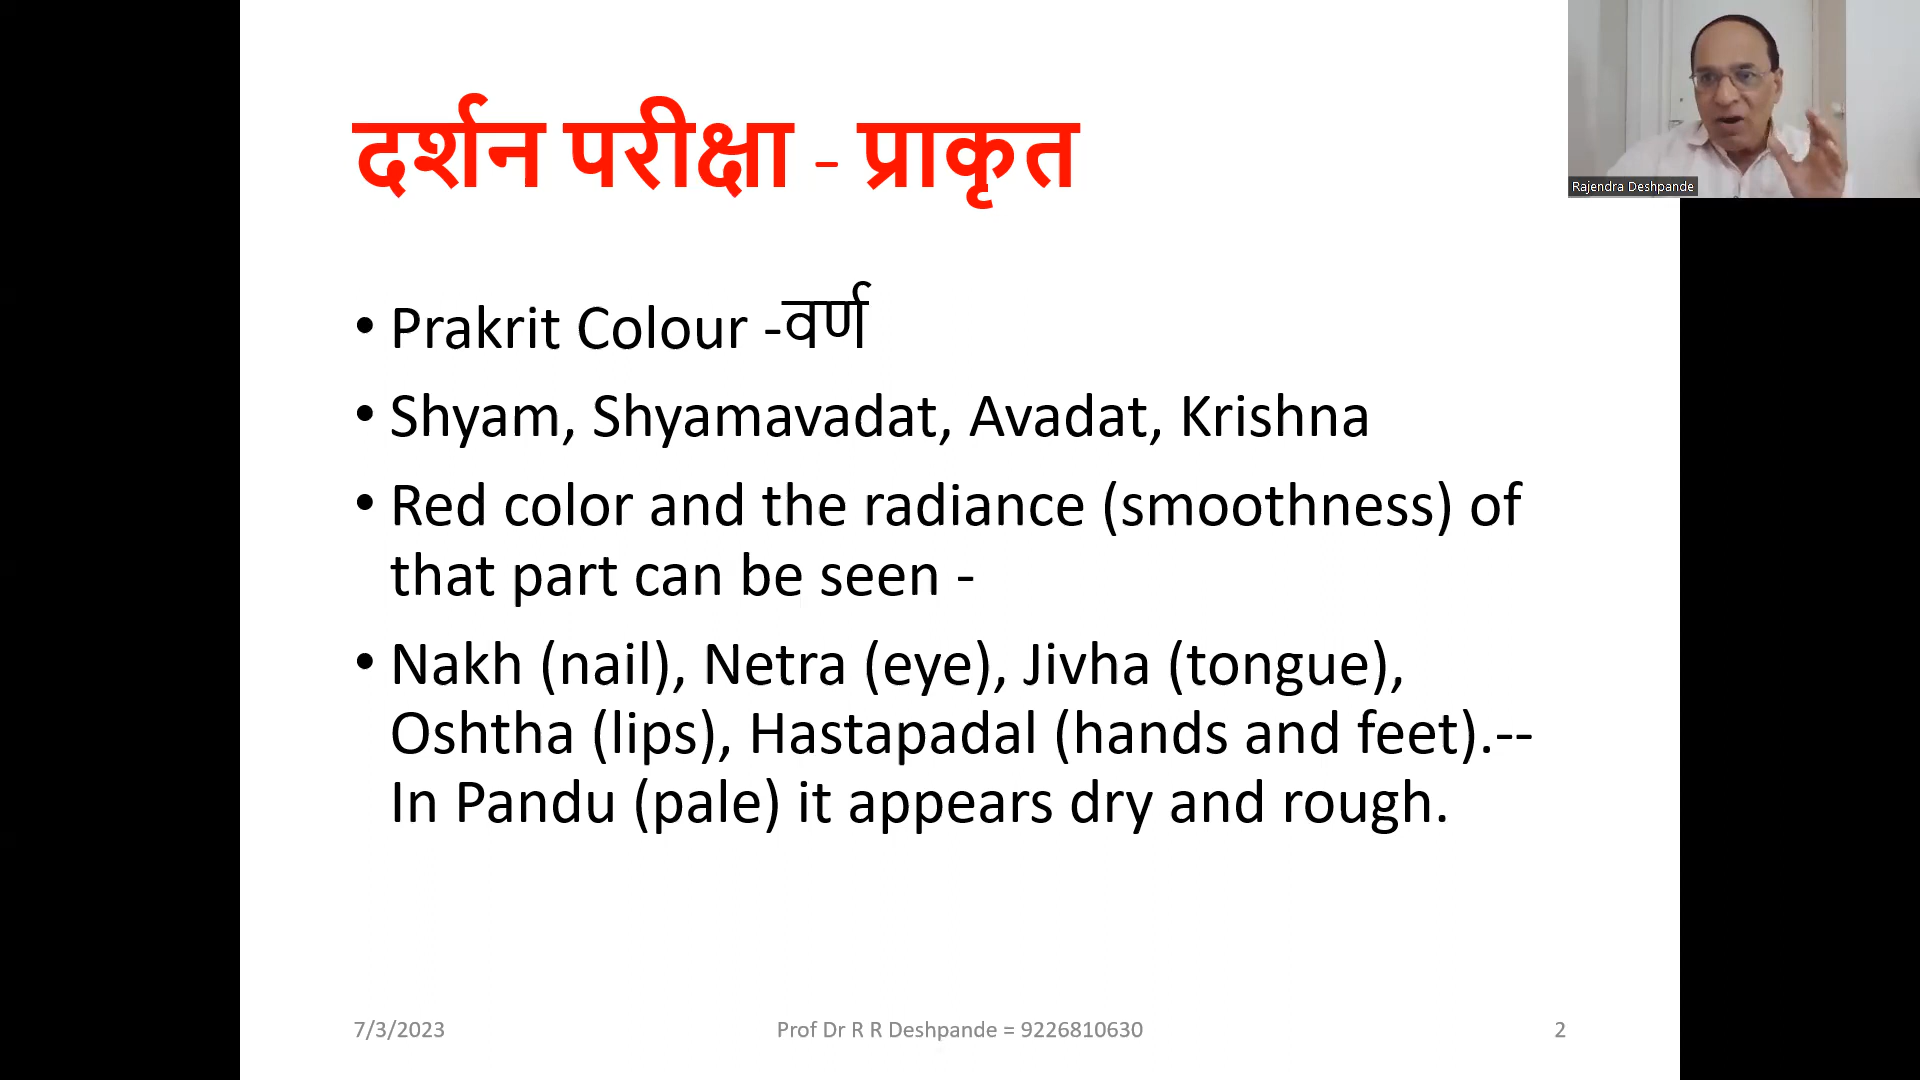 दर्शन परीक्षा - प्राकृत
Rajendra Deshpande
• Prakrit Colour -वर्ण
• Shyam, Shyamavadat, Avadat, Krishna
• Red color and the radiance (smoothness) of
that part can be seen -
• Nakh (nail), Netra (eye), Jivha (tongue),
Oshtha (lips), Hastapadal (hands and feet).--
In Pandu (pale) it appears dry and rough.
7/3/2023
Prof Dr R R Deshpande = 9226810630
2